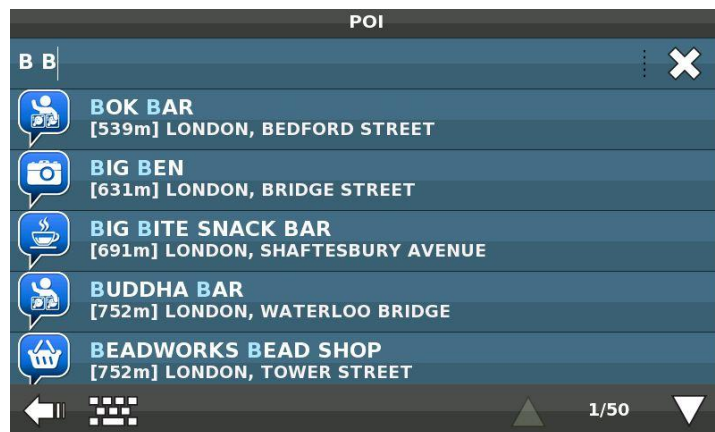 POI
B B
BOK BAR
[539m] LONDON, BEDFORD STREET
BIG BEN
[631m] LONDON, BRIDGE STREET
BIG BITE SNACK BAR
[691m] LONDON, SHAFTESBURY AVENUE
BUDDHA BAR
[752m] LONDON, WATERLOO BRIDGE
BEADWORKS BEAD SHOP
[752m] LONDON, TOWER STREET
1/50